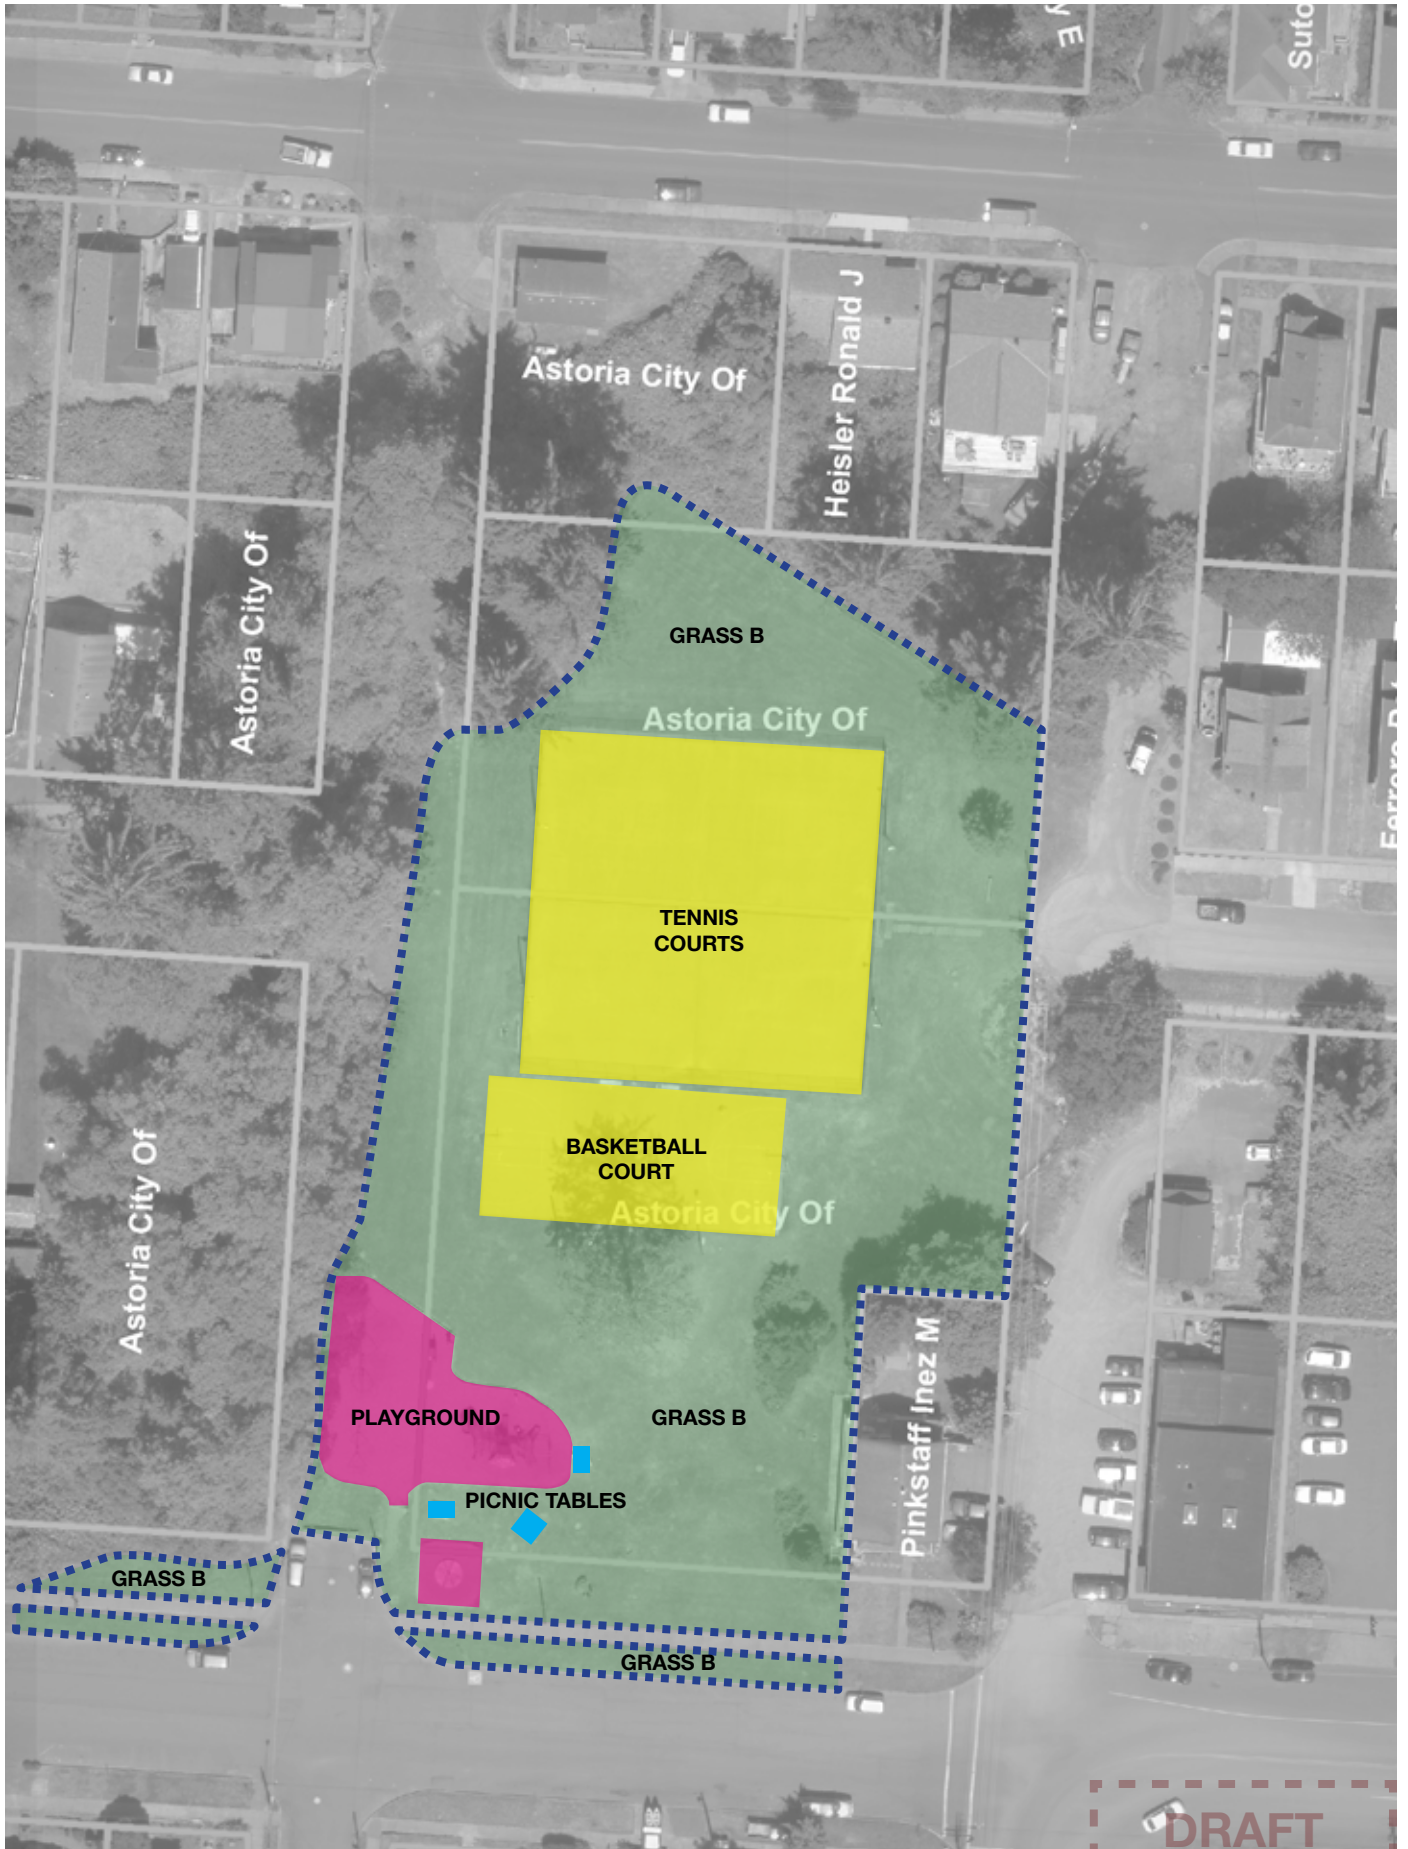 y E
Suto
Astoria City Of
Heisler Ronald J
Astoria City Of
GRASS B
Astoria City Of
TENNIS
COURTS
BASKETBALL
COURT
Astoria City Of
Astoria City Of
Pinkstaff Inez M
PLAYGROUND
GRASS B
PICNIC TABLES
GRASS B
GRASS B
DRAFT